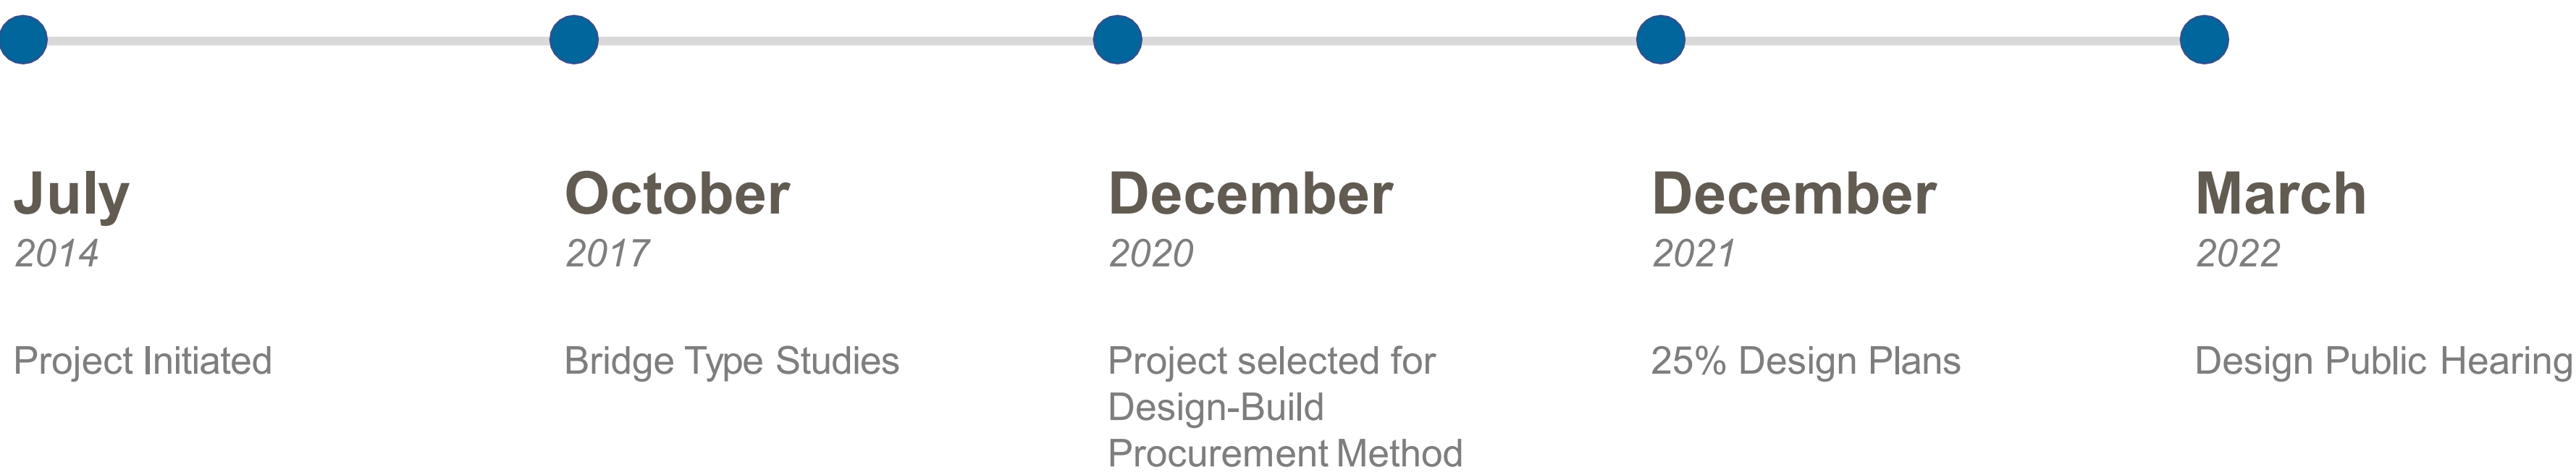 July
2014
Project Initiated
October
2017
Bridge Type Studies
December
2020
Project selected for
Design-Build
Procurement Method
December
2021
25% Design Plans
March
2022
Design Public Hearing